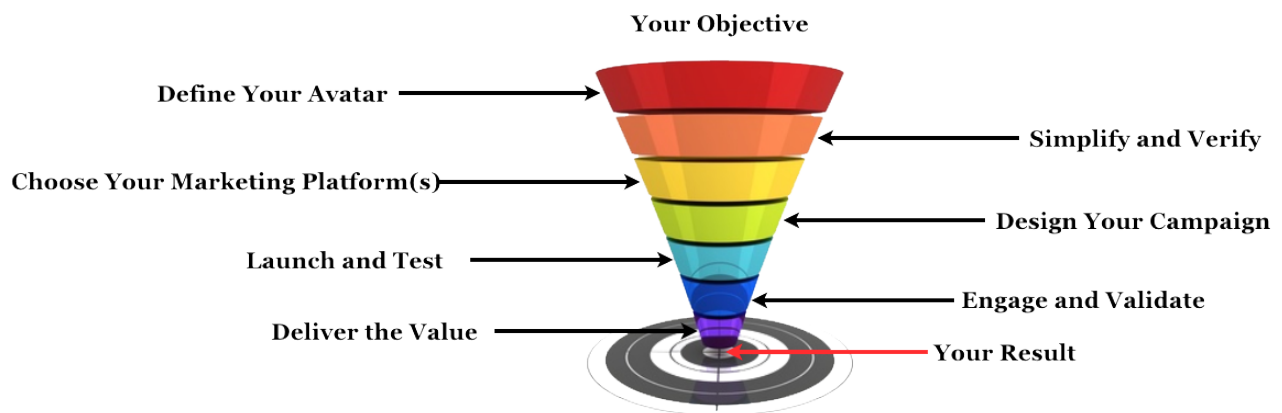 Your Objective
Define Your Avatar
Simplify and Verify
Choose Your Marketing Platform(s)
Design Your Campaign
Launch and Test
Engage and Validate
Deliver the Value
Your Result